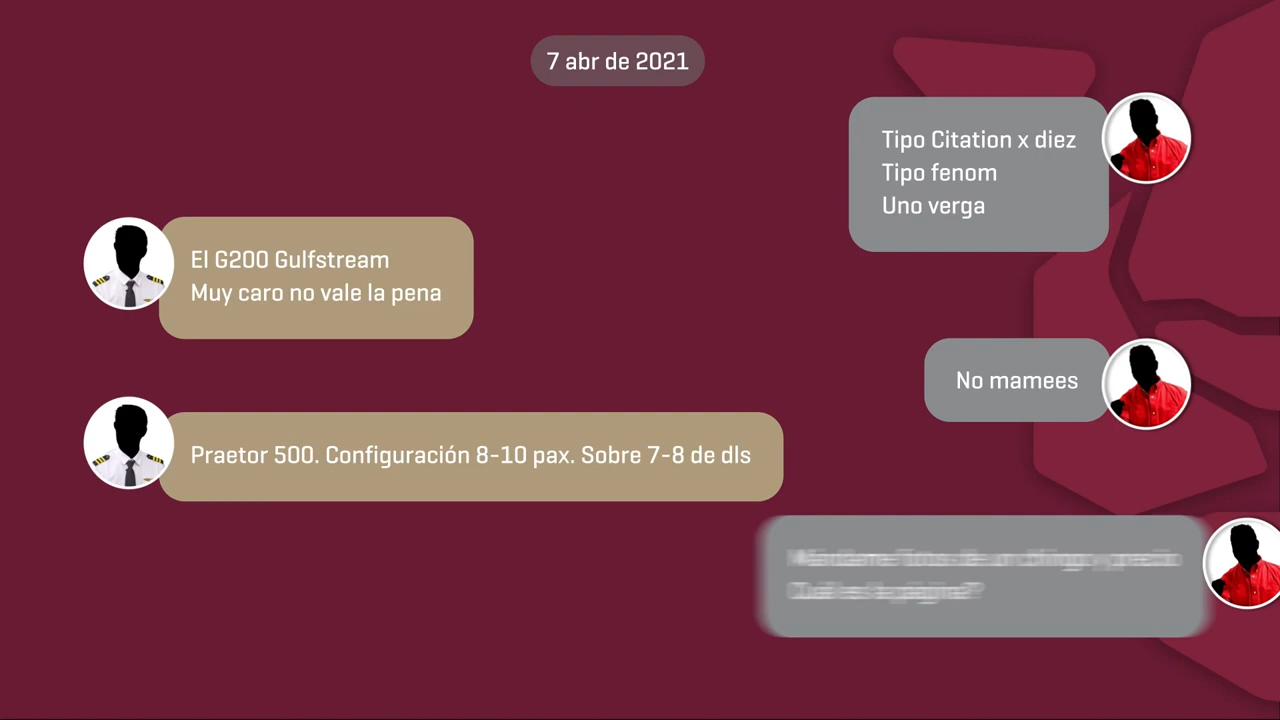 7 abr de 2021
Tipo Citation x diez
Tipo fenom
Uno verga
El G200 Gulfstream
Muy caro no vale la pena
No mamees
Praetor 500. Configuración 8-10 pax. Sobre 7-8 de dls